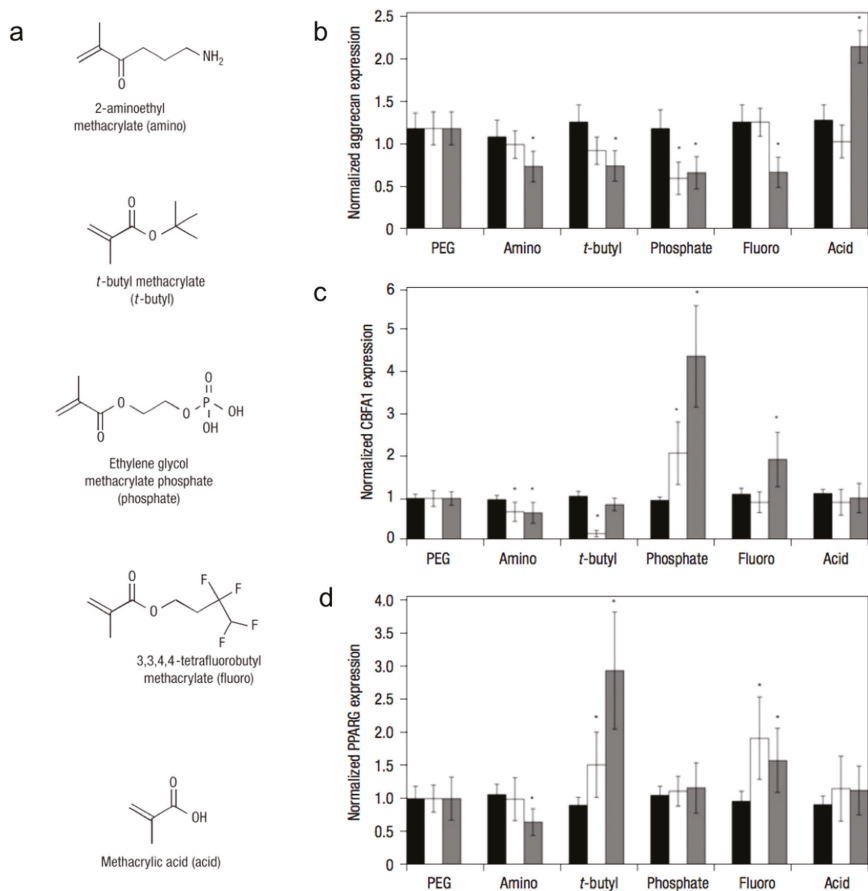 a
NH2
O
2-aminoethyl
methacrylate (amino)
O
O
t-butyl methacrylate
(t-butyl)
O
O
O
P
O
OH
OH
Ethylene glycol
methacrylate phosphate
(phosphate)
O
O
F
F
F
F
3,3,4,4-tetrafluorobutyl
methacrylate (fluoro)
O
OH
Methacrylic acid (acid)
b
Normalized aggrecan expression
2.5
2.0
1.5
1.0
0.5
0
* * * * * *
PEG Amino t-butyl Phosphate Fluoro Acid
c
Normalized CBFA1 expression
6
5
4
2
1
0
* * * * * *
PEG Amino t-butyl Phosphate Fluoro Acid
d
Normalized PPARG expression
4.0
3.5
3.0
2.5
2.0
1.5
1.0
0.5
0
* * * * *
PEG Amino t-butyl Phosphate Fluoro Acid